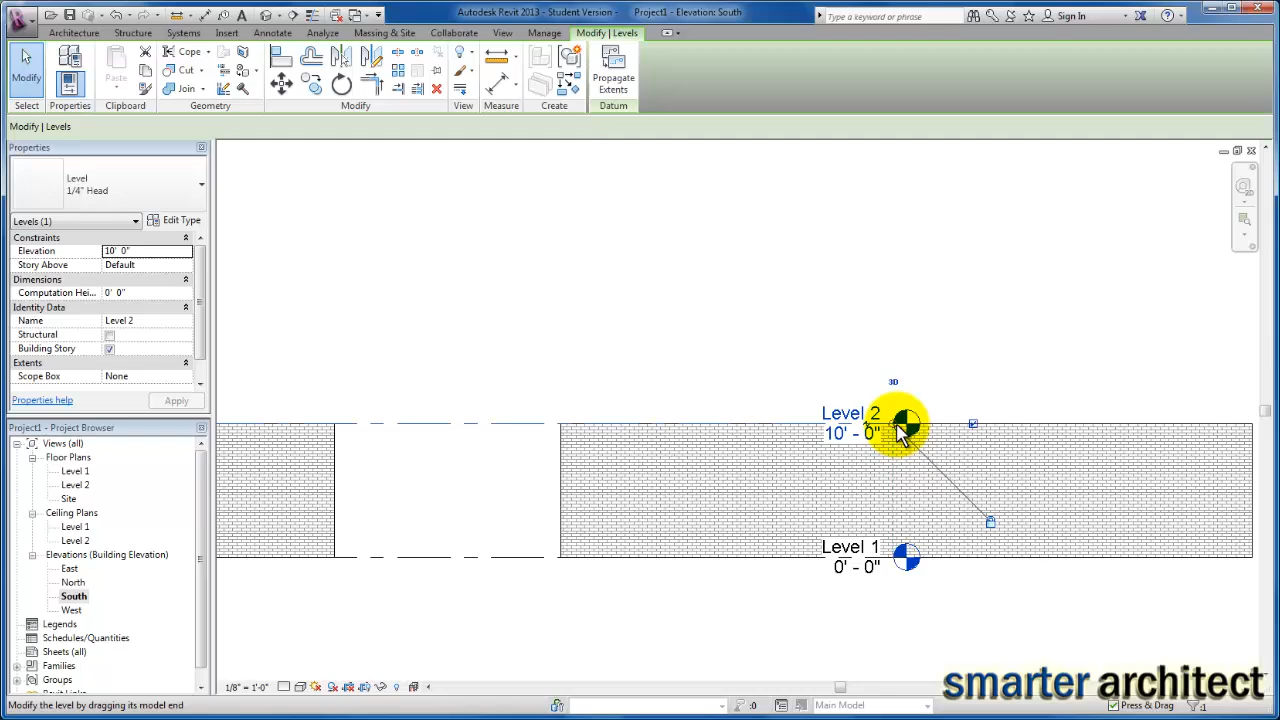 Autodesk Revit 2013 - Student Version - Project1 - Elevation: South
Type a keyword or phrase
Sign In
Architecture Structure Systems Insert Annotate Analyze Massing & Site Collaborate View Manage Modify | Levels
Modify
Paste
Cope
Cut
Join
Propagate
Extents
Select Properties Clipboard Geometry Modify View Measure Create Datum
Modify | Levels
Properties
Level
1/4" Head
Levels (1)
Edit Type
Constraints
Elevation 10' 0"
Story Above Default
Dimensions
Computation Hei... 0' 0"
Identity Data
Name Level 2
Structural
Building Story
Extents
Scope Box None
Properties help
Apply
Project1 - Project Browser
Views (all)
Floor Plans
Level 1
Level 2
Site
Ceiling Plans
Level 1
Level 2
Elevations (Building Elevation)
East
North
South
West
Legends
Schedules/Quantities
Sheets (all)
Families
Groups
3D
Level 2
10' - 0"
Level 1
0' - 0"
2D
1/8" = 1'-0"
smarter architect
Modify the level by dragging its model end
:0
Main Model
Press & Drag
:1